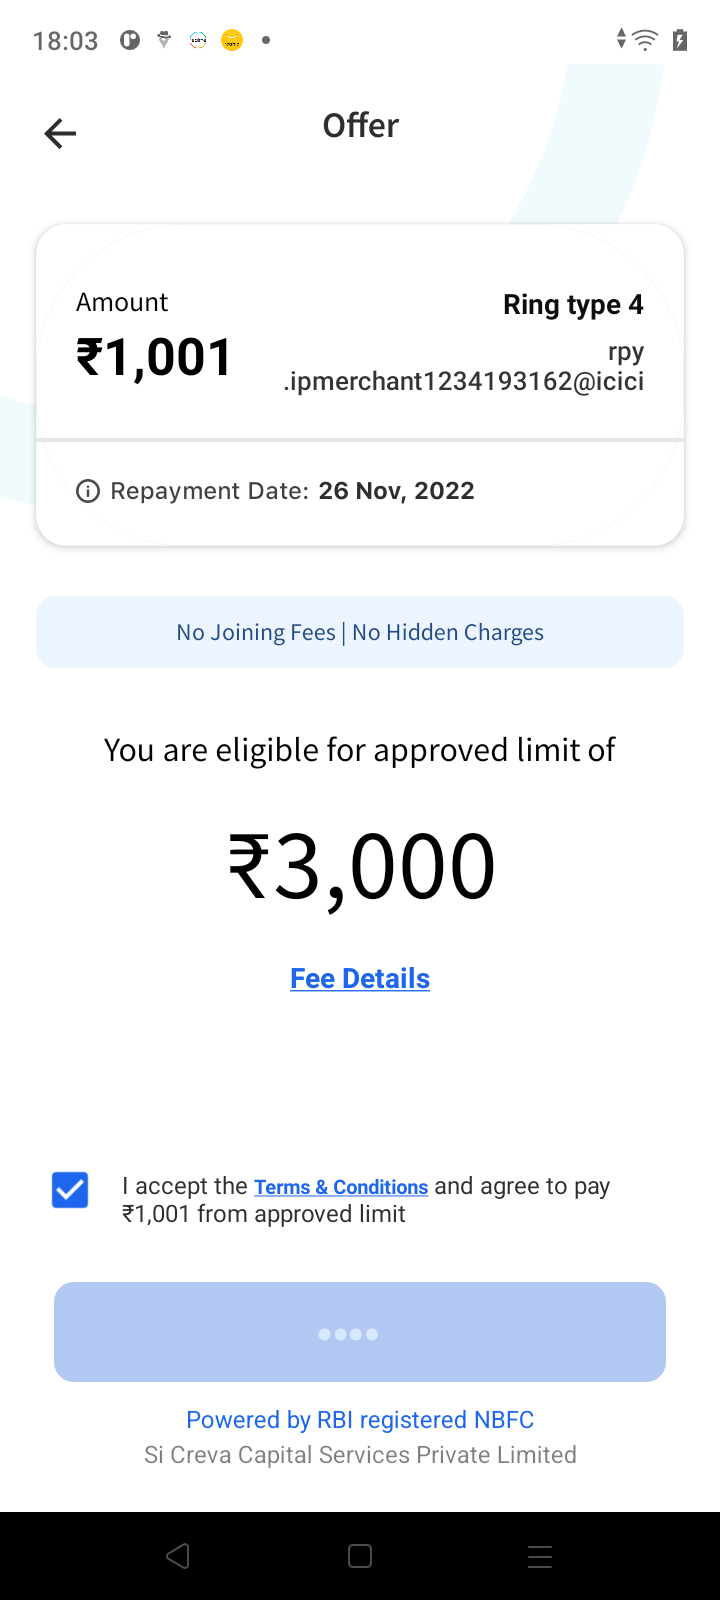 18:03
Offer
Amount
Ring type 4
₹1,001
rpy
.ipmerchant1234193162@icici
Repayment Date: 26 Nov, 2022
No Joining Fees | No Hidden Charges
You are eligible for approved limit of
₹3,000
Fee Details
I accept the Terms & Conditions and agree to pay
₹1,001 from approved limit
Powered by RBI registered NBFC
Si Creva Capital Services Private Limited